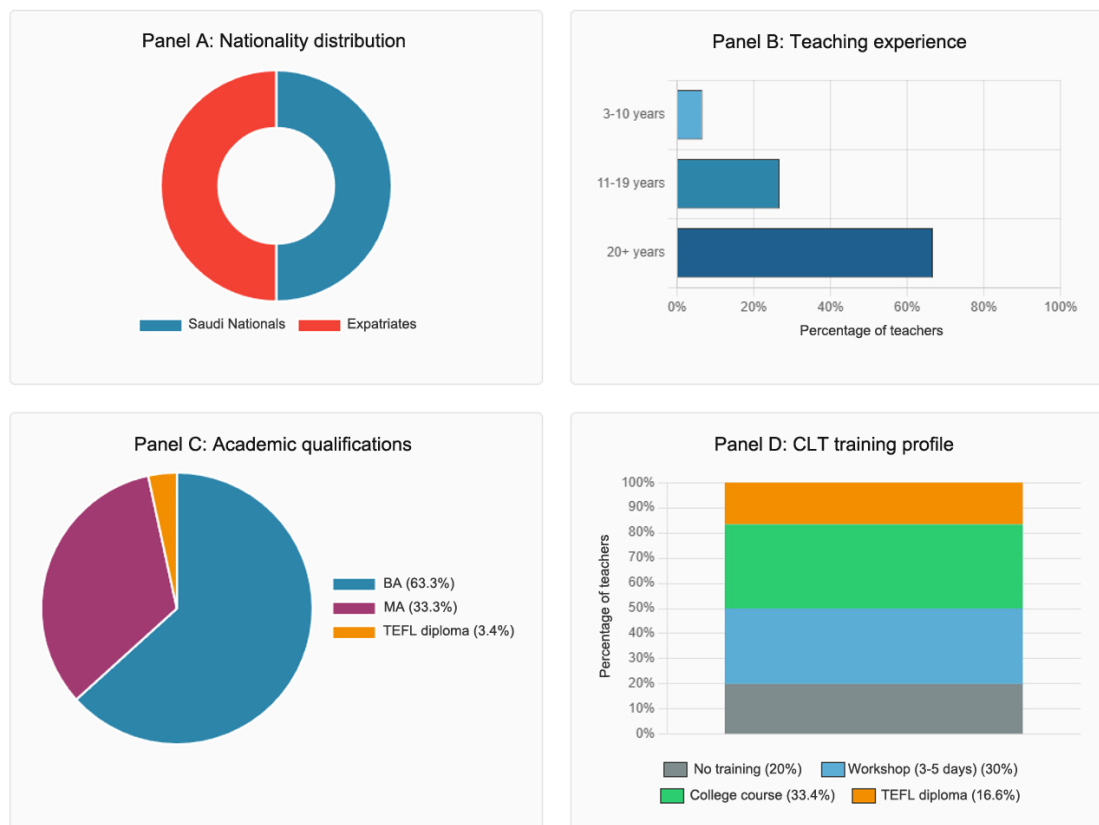 Panel A: Nationality distribution
Saudi Nationals Expatriates
Panel B: Teaching experience
3-10 years
11-19 years
20+ years
0% 20% 40% 60% 80% 100%
Percentage of teachers
Panel C: Academic qualifications
BA (63.3%)
MA (33.3%)
TEFL diploma (3.4%)
Panel D: CLT training profile
Percentage of teachers
100%
90%
80%
70%
60%
50%
40%
30%
20%
10%
0%
No training (20%) Workshop (3-5 days) (30%)
College course (33.4%) TEFL diploma (16.6%)